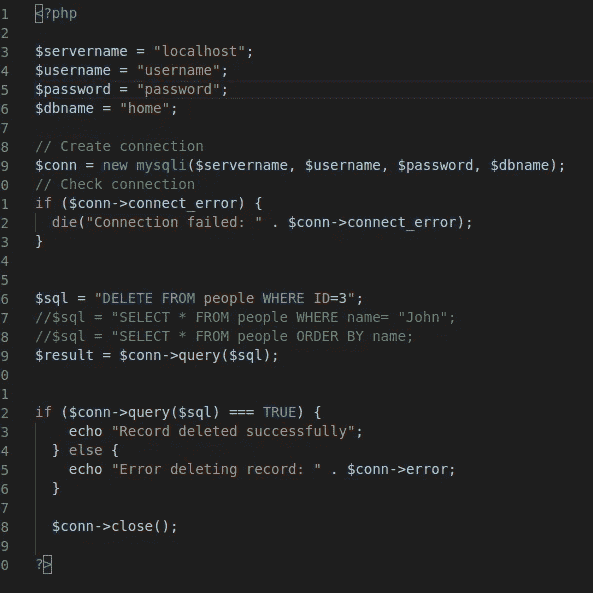 1 <?php
2
3 $servername = "localhost";
4 $username = "username";
5 $password = "password";
6 $dbname = "home";
7
8 // Create connection
9 $conn = new mysqli($servername, $username, $password, $dbname);
0 // Check connection
1 if ($conn->connect_error) {
2 die("Connection failed: " . $conn->connect_error);
3 }
4
5
6 $sql = "DELETE FROM people WHERE ID=3";
7 //$sql = "SELECT * FROM people WHERE name= "John";
8 //$sql = "SELECT * FROM people ORDER BY name;
9 $result = $conn->query($sql);
0
1
2 if ($conn->query($sql) === TRUE) {
3 echo "Record deleted successfully";
4 } else {
5 echo "Error deleting record: " . $conn->error;
6 }
7
8 $conn->close();
9
0 ?>